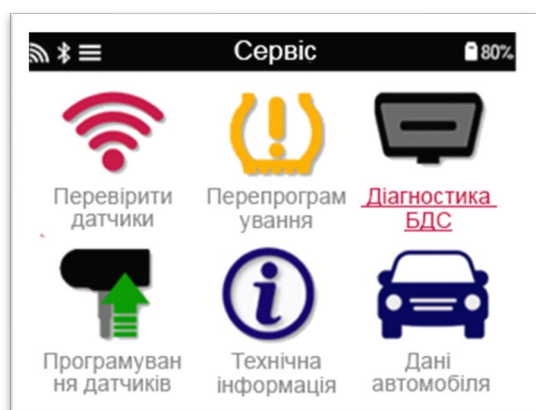 Сервіс 80%
Перевірити
датчики
Перепрограм
ування
Діагностика
БДС
Програмуван
ня датчиків
Технічна
інформація
Дані
автомобіля